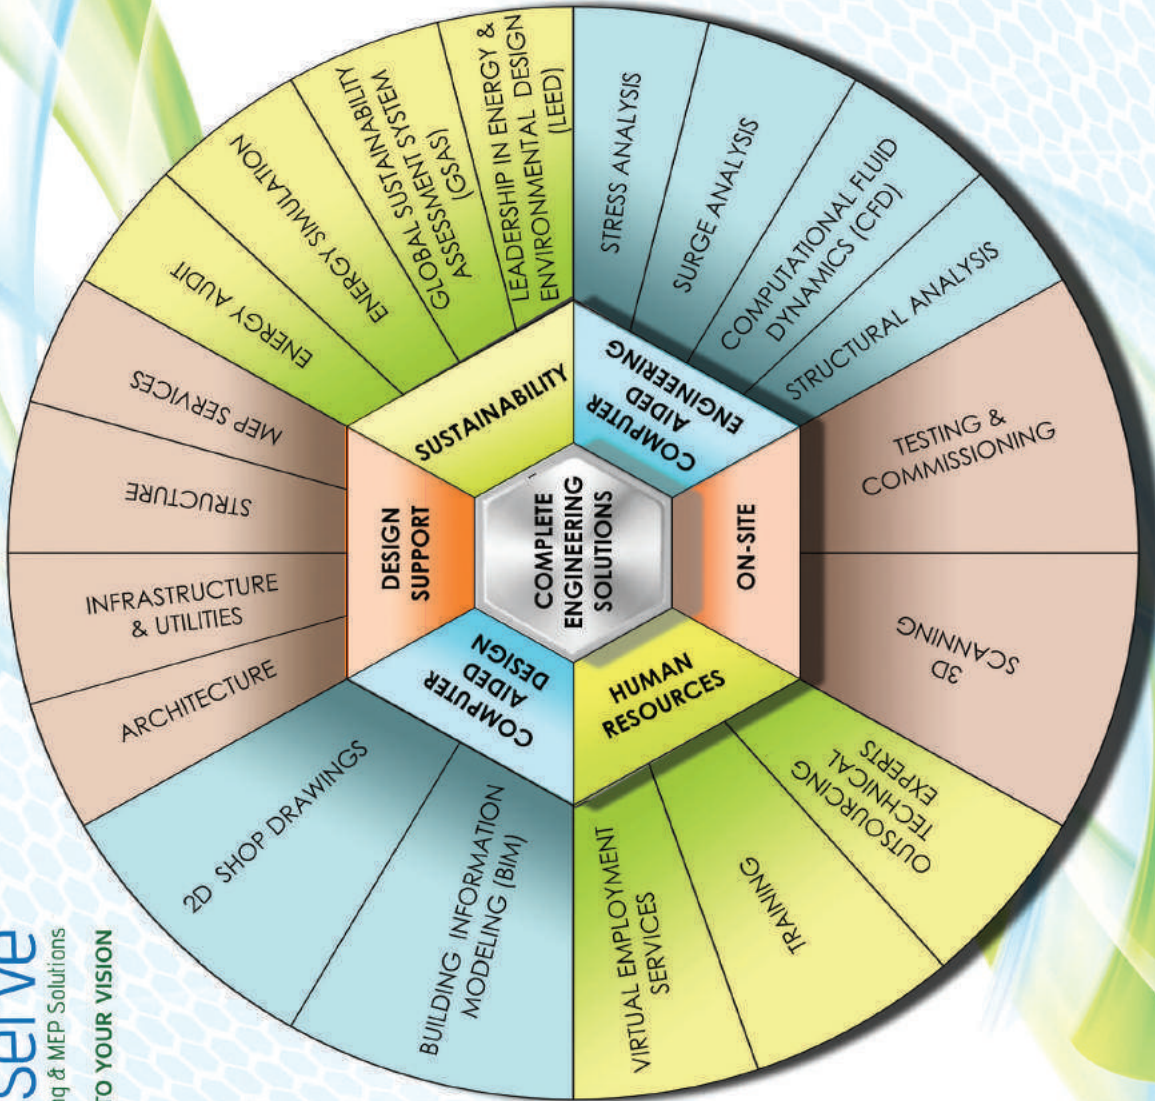 COMPLETE
ENGINEERING
SOLUTIONS
SUSTAINABILITY
ENERGY AUDIT
ENERGY SIMULATION
GLOBAL SUSTAINABILITY
ASSESSMENT SYSTEM
(GSAS)
LEADERSHIP IN ENERGY &
ENVIRONMENTAL DESIGN
(LEED)
COMPUTER
AIDED
ENGINEERING
STRESS ANALYSIS
SURGE ANALYSIS
COMPUTATIONAL FLUID
DYNAMICS (CFD)
STRUCTURAL ANALYSIS
ON-SITE
TESTING &
COMMISSIONING
3D
SCANNING
HUMAN
RESOURCES
OUTSOURCING
TECHNICAL
EXPERTS
TRAINING
VIRTUAL EMPLOYMENT
SERVICES
COMPUTER
AIDED
DESIGN
BUILDING INFORMATION
MODELING (BIM)
2D SHOP DRAWINGS
DESIGN
SUPPORT
ARCHITECTURE
INFRASTRUCTURE
& UTILITIES
STRUCTURE
MEP SERVICES
& MEP Solutions
TO YOUR VISION